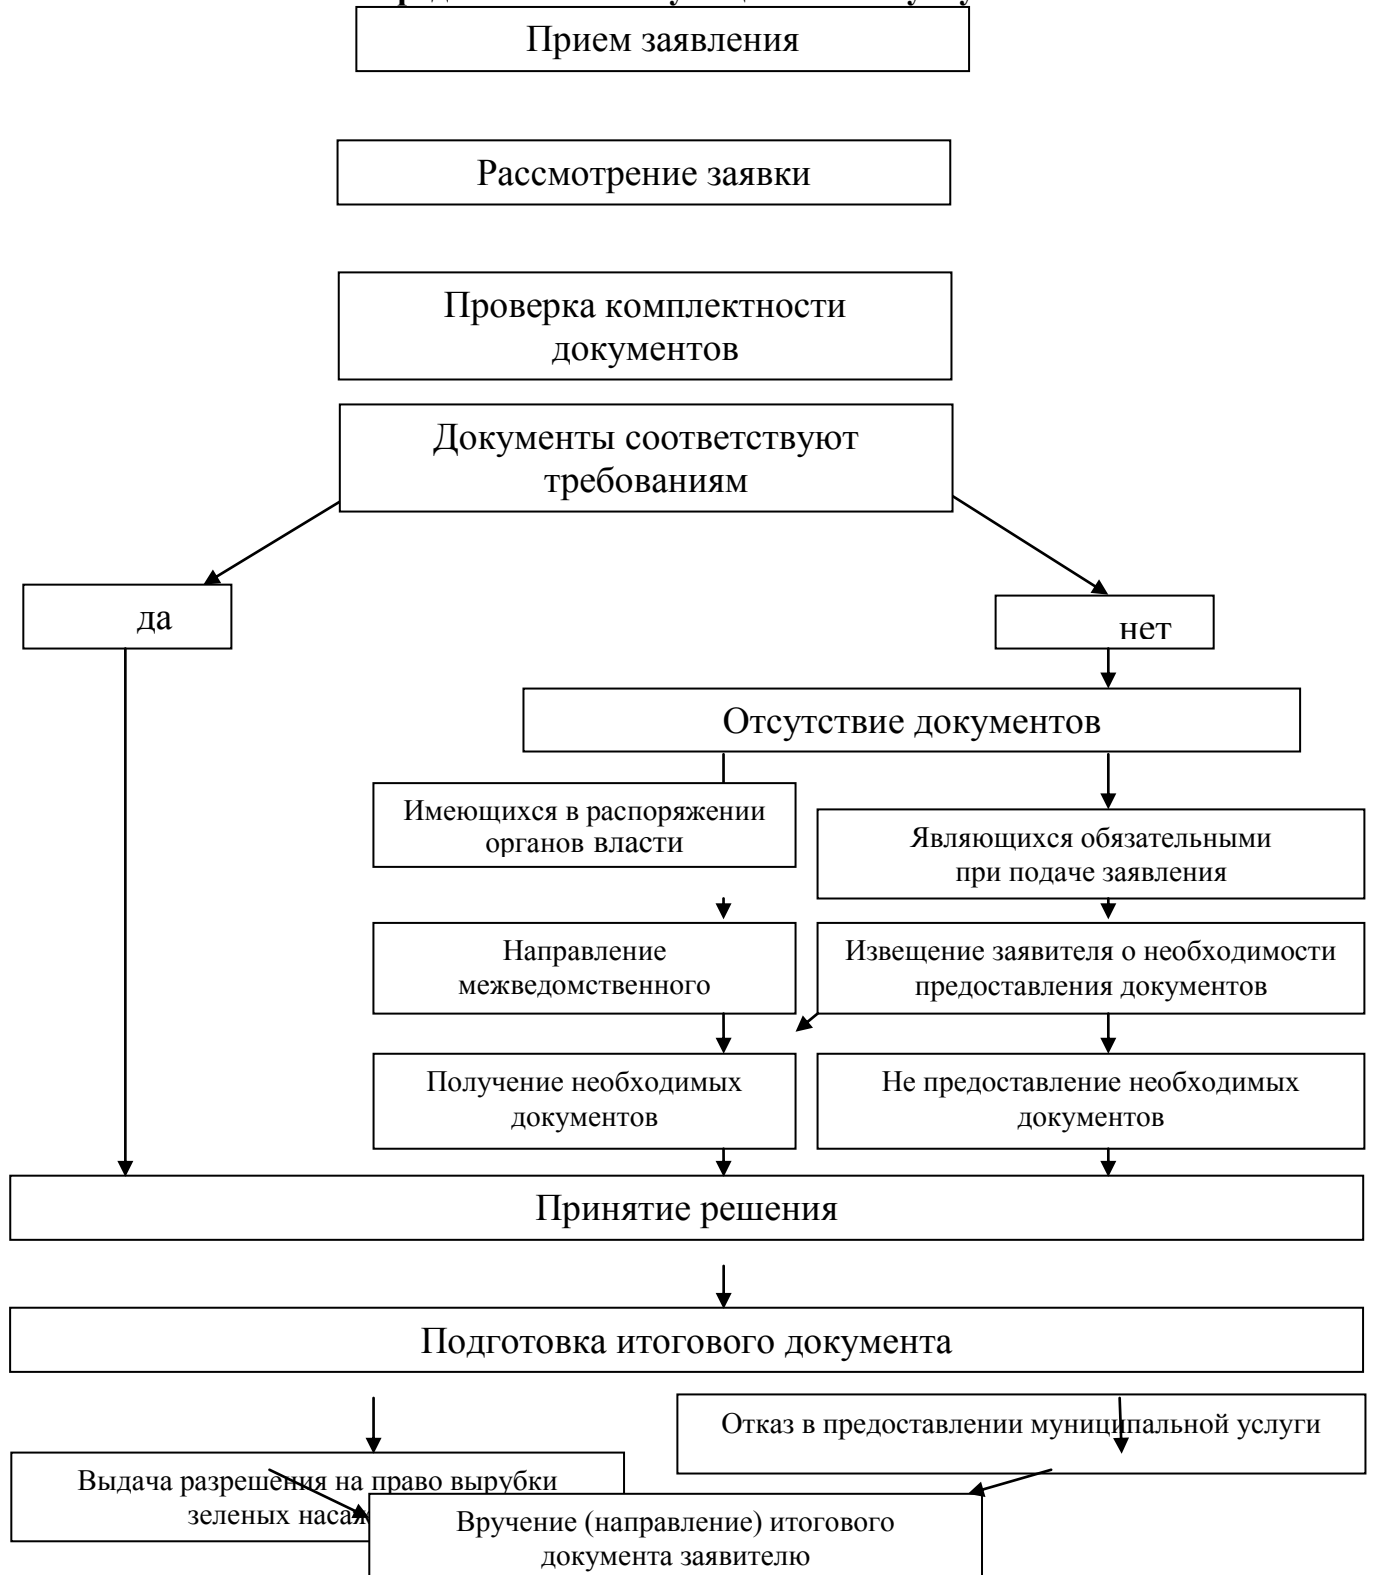 Прием заявления
Рассмотрение заявки
Проверка комплектности
документов
Документы соответствуют
требованиям
да
нет
Отсутствие документов
Имеющихся в распоряжении
органов власти
Являющихся обязательными
при подаче заявления
Направление
межведомственного
Извещение заявителя о необходимости
предоставления документов
Получение необходимых
документов
Не предоставление необходимых
документов
Принятие решения
Подготовка итогового документа
Отказ в предоставлении муниципальной услуги
Выдача разрешения на право вырубки
зеленых
Вручение (направление) итогового
документа заявителю